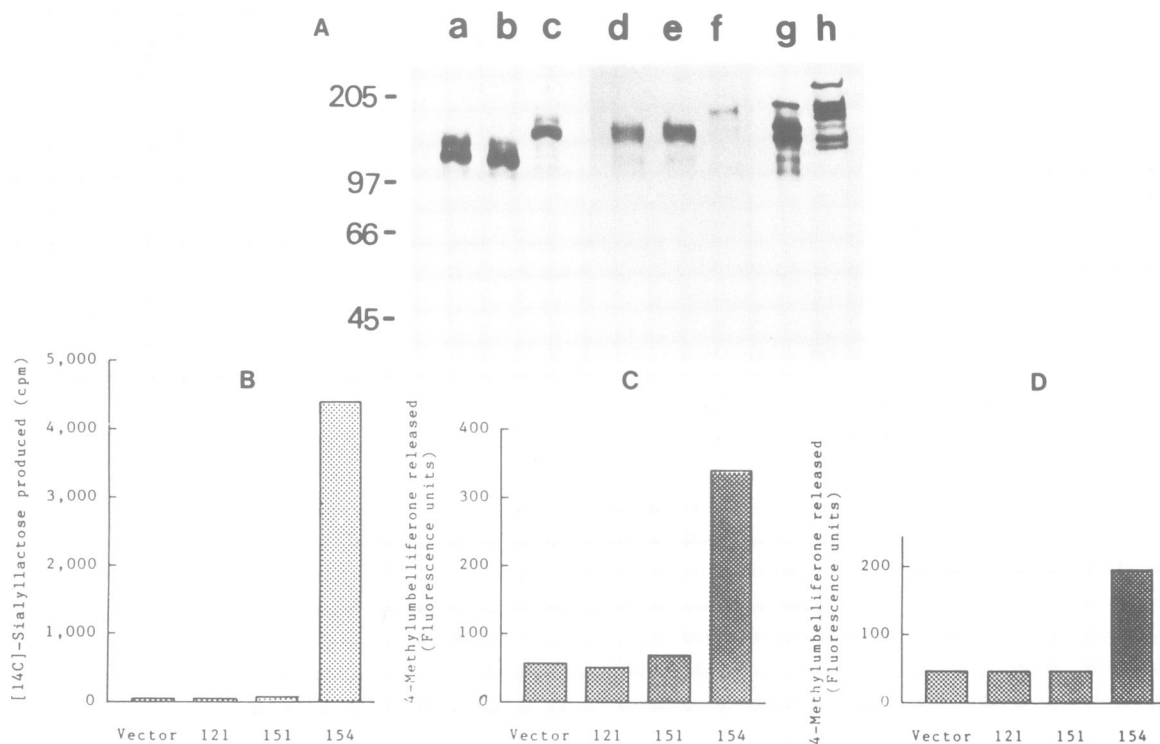 A
a b c d e f g h
205 -
97 -
66 -
45 -
B
[14C]-Sialyllactose produced (cpm)
5,000
4,000
3,000
2,000
1,000
0
Vector 121 151 154
C
4-Methylumbelliferone released
(Fluorescence units)
400
300
200
100
0
Vector 121 151 154
D
4-Methylumbelliferone released
(Fluorescence units)
200
100
0
Vector 121 151 154